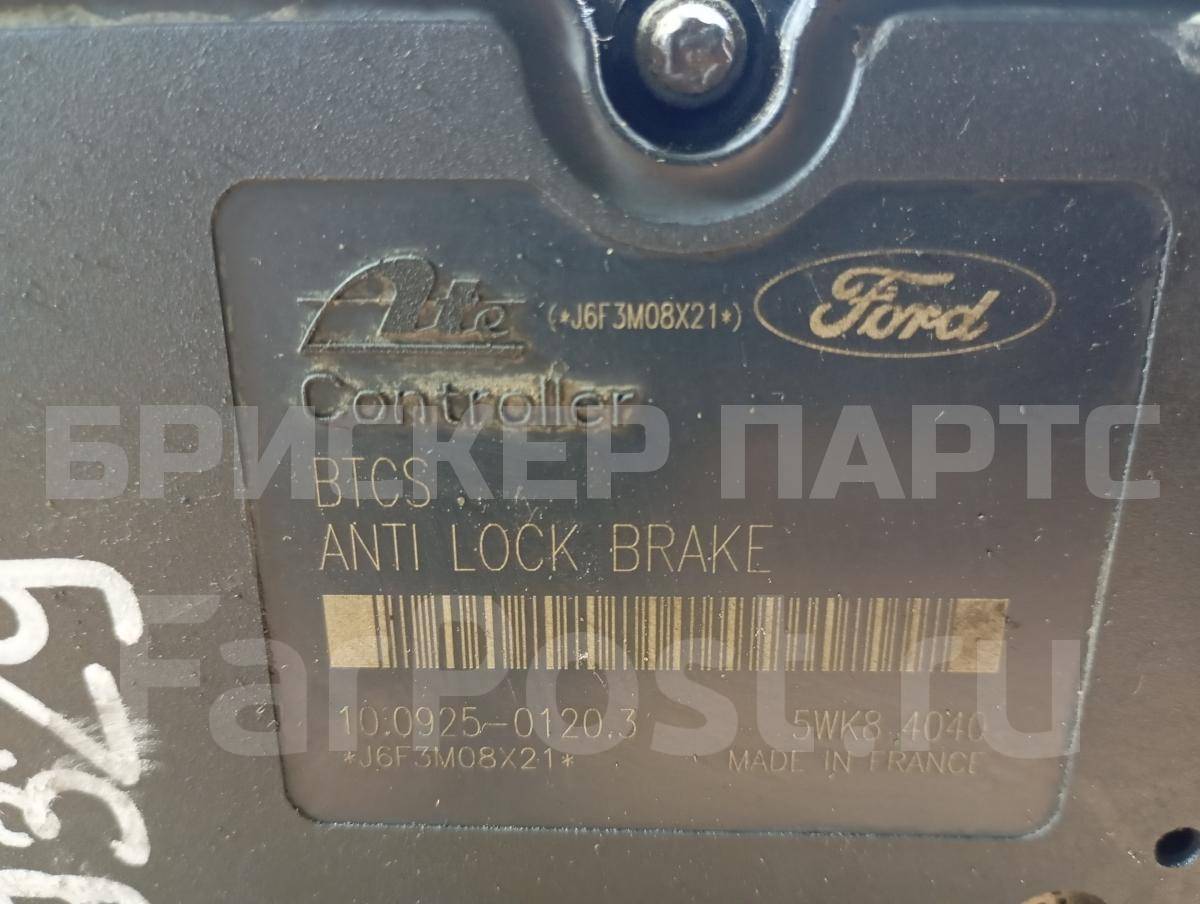 Ate (*J6F3M08X21*) Ford
Controller
БРИСКЕР ПАРТС
BTCS
ANTI LOCK BRAKE
FarPost.ru
10.0925-0120.3 5WK8 4040
*J6F3M08X21* MADE IN FRANCE